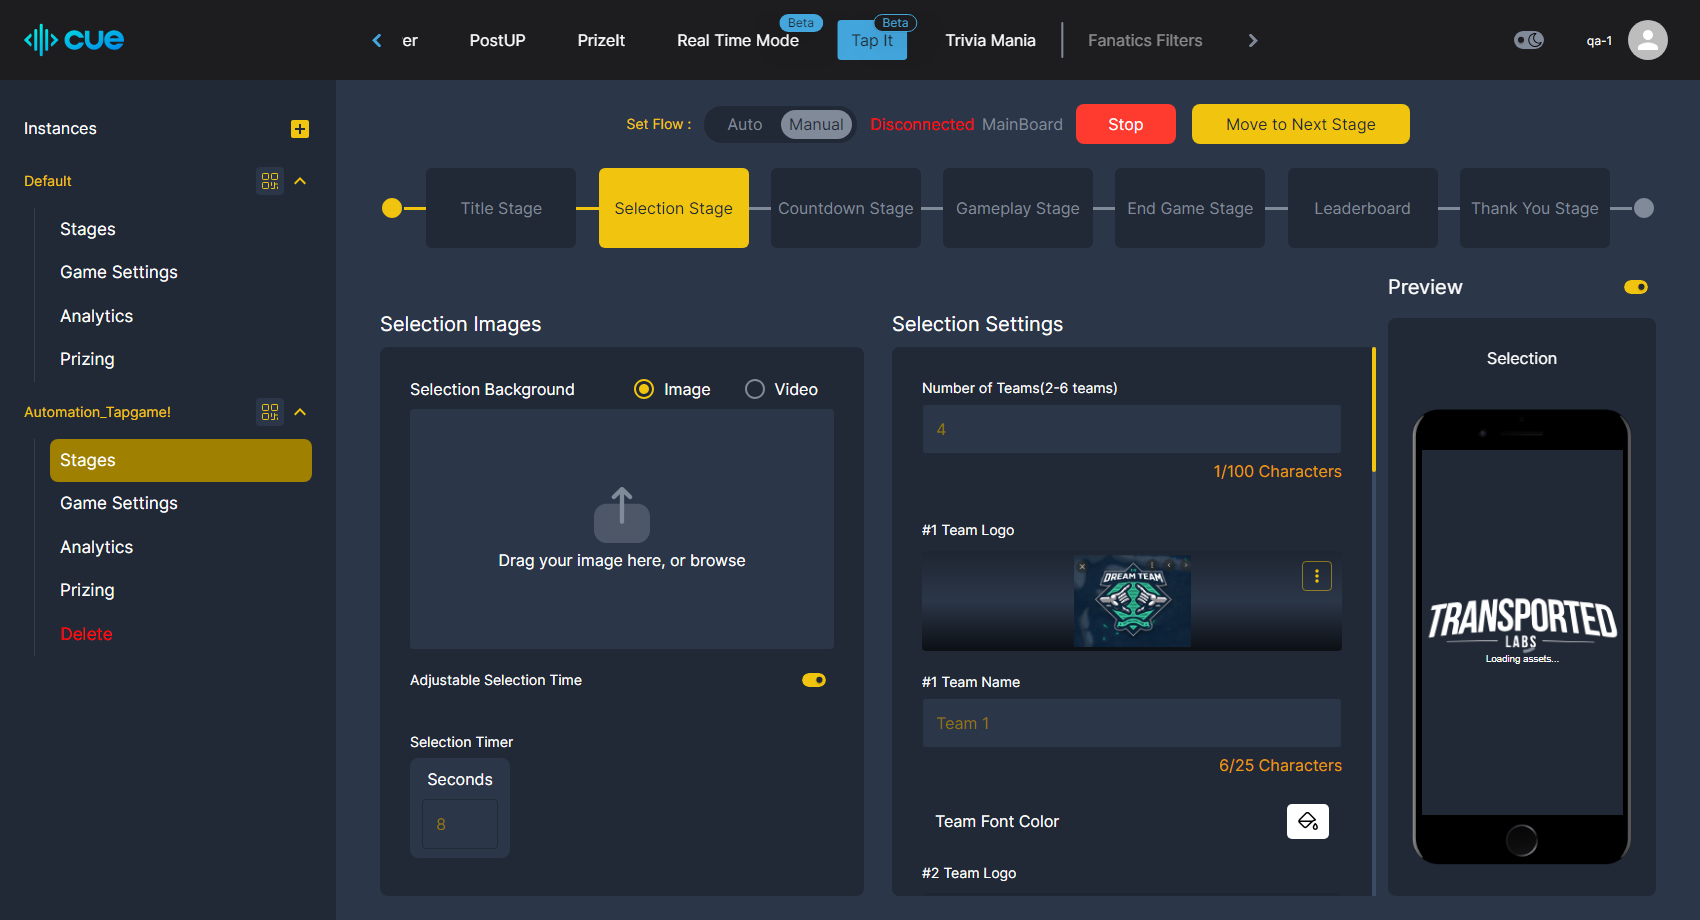 cue
er
PostUP
PrizeIt
Real Time Mode
Beta
Tap It
Beta
Trivia Mania
Fanatics Filters
qa-1
Instances
Default
Stages
Game Settings
Analytics
Prizing
Automation_Tapgame!
Stages
Game Settings
Analytics
Prizing
Delete
Set Flow :
Auto
Manual
Disconnected MainBoard
Stop
Move to Next Stage
Title Stage
Selection Stage
Countdown Stage
Gameplay Stage
End Game Stage
Leaderboard
Thank You Stage
Selection Images
Selection Background
Image
Video
Drag your image here, or browse
Adjustable Selection Time
Selection Timer
Seconds
8
Selection Settings
Number of Teams(2-6 teams)
4
1/100 Characters
#1 Team Logo
DREAM TEAM
#1 Team Name
Team 1
6/25 Characters
Team Font Color
#2 Team Logo
Preview
Selection
TRANSPORTED
LABS
Loading assets...